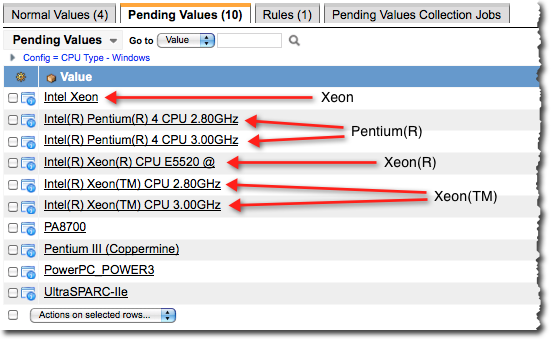 Normal Values (4) Pending Values (10) Rules (1) Pending Values Collection Jobs
Pending Values Go to Value
Config = CPU Type - Windows
Value
Intel Xeon Xeon
Intel(R) Pentium(R) 4 CPU 2.80GHz
Pentium(R)
Intel(R) Pentium(R) 4 CPU 3.00GHz
Intel(R) Xeon(R) CPU E5520 @ Xeon(R)
Intel(R) Xeon(TM) CPU 2.80GHz
Xeon(TM)
Intel(R) Xeon(TM) CPU 3.00GHz
PA8700
Pentium III (Coppermine)
PowerPC_POWER3
UltraSPARC-IIe
Actions on selected rows...